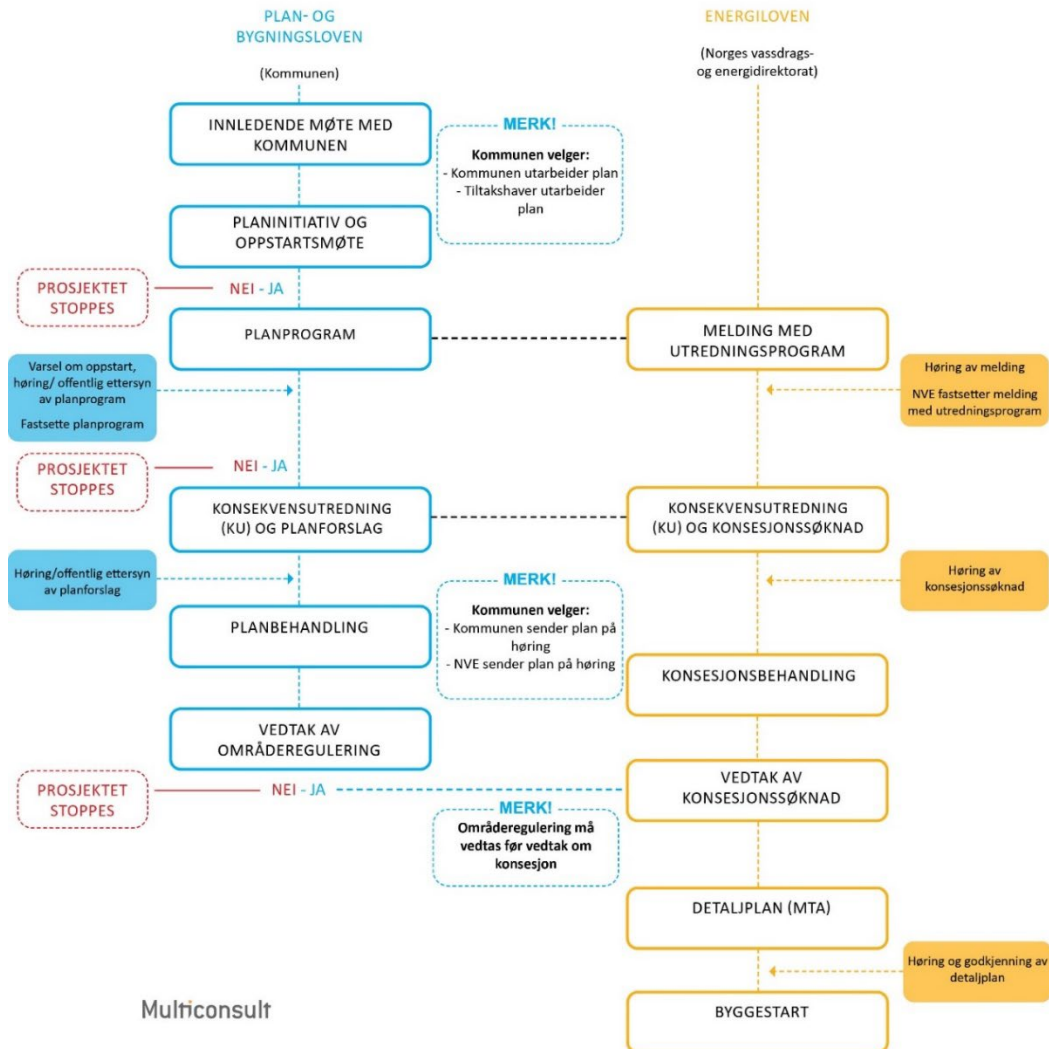 PLAN- OG
BYGNINGSLOVEN
(Kommunen)
ENERGILOVEN
(Norges vassdrags-
og energidirektorat)
INNLEDENDE MØTE MED
KOMMUNEN
MERK!
Kommunen velger:
- Kommunen utarbeider plan
- Tiltakshaver utarbeider
plan
PLANINITIATIV OG
OPPSTARTSMØTE
PROSJEKTET
STOPPES
NEI - JA
PLANPROGRAM
MELDING MED
UTREDNINGSPROGRAM
Varsel om oppstart,
høring/ offentlig ettersyn
av planprogram
Fastsette planprogram
Høring av melding
NVE fastsetter melding
med utredningsprogram
PROSJEKTET
STOPPES
NEI - JA
KONSEKVENSUTREDNING
(KU) OG PLANFORSLAG
KONSEKVENSUTREDNING
(KU) OG KONSESJONSSØKNAD
Høring/offentlig ettersyn
av planforslag
Høring av
konsesjonssøknad
MERK!
Kommunen velger:
- Kommunen sender plan på
høring
- NVE sender plan på høring
PLANBEHANDLING
KONSESJONSBEHANDLING
VEDTAK AV
OMRÅDEREGULERING
VEDTAK AV
KONSESJONSSØKNAD
PROSJEKTET
STOPPES
NEI - JA
MERK!
Områderegulering må
vedtas før vedtak om
konsesjon
DETALJPLAN (MTA)
Høring og godkjenning av
detaljplan
BYGGESTART
Multiconsult